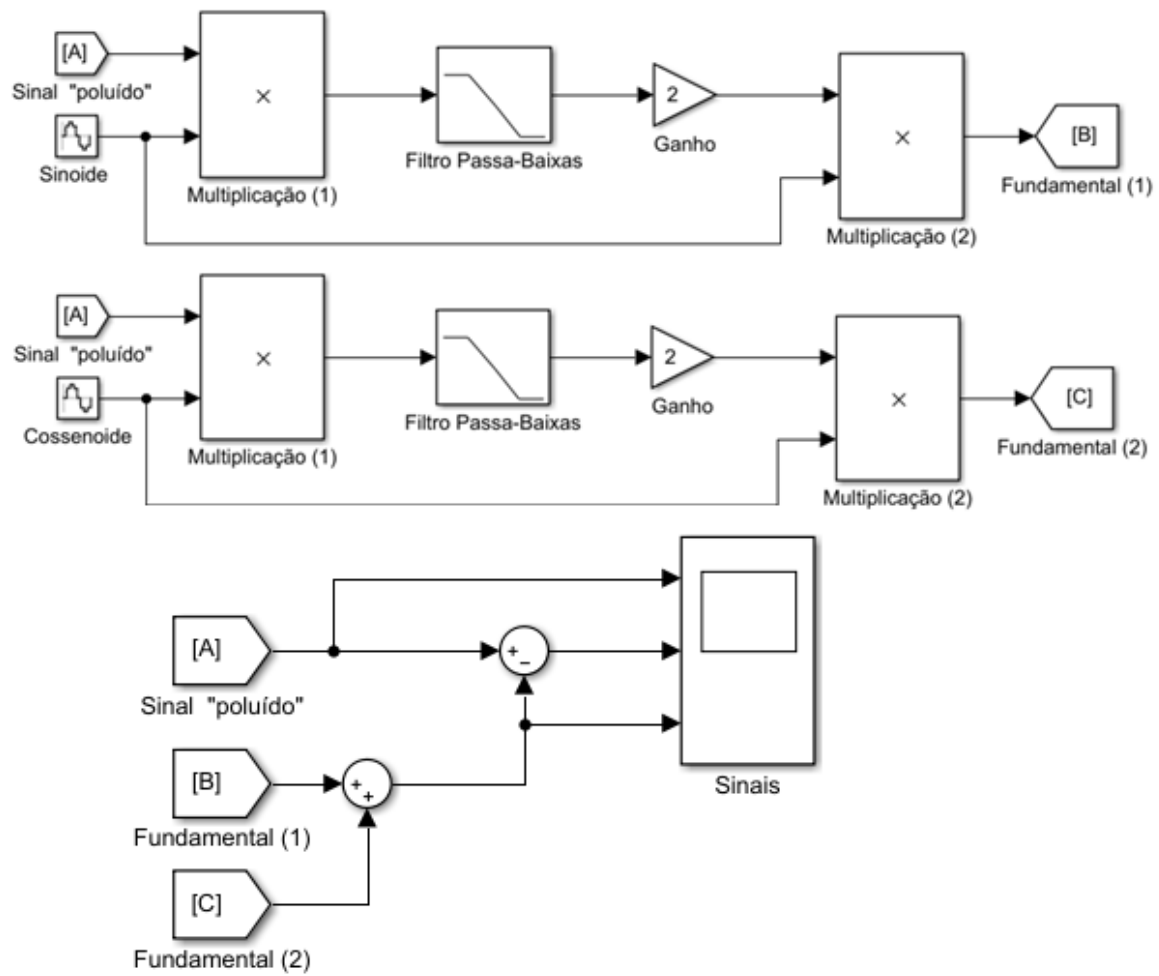 [A]
Sinal "poluído"
Sinoide
×
Multiplicação (1)
Filtro Passa-Baixas
2
Ganho
×
Multiplicação (2)
[B]
Fundamental (1)
[A]
Sinal "poluído"
Cossenoide
×
Multiplicação (1)
Filtro Passa-Baixas
2
Ganho
×
Multiplicação (2)
[C]
Fundamental (2)
[A]
Sinal "poluído"
+
−
[B]
Fundamental (1)
+
+
[C]
Fundamental (2)
Sinais